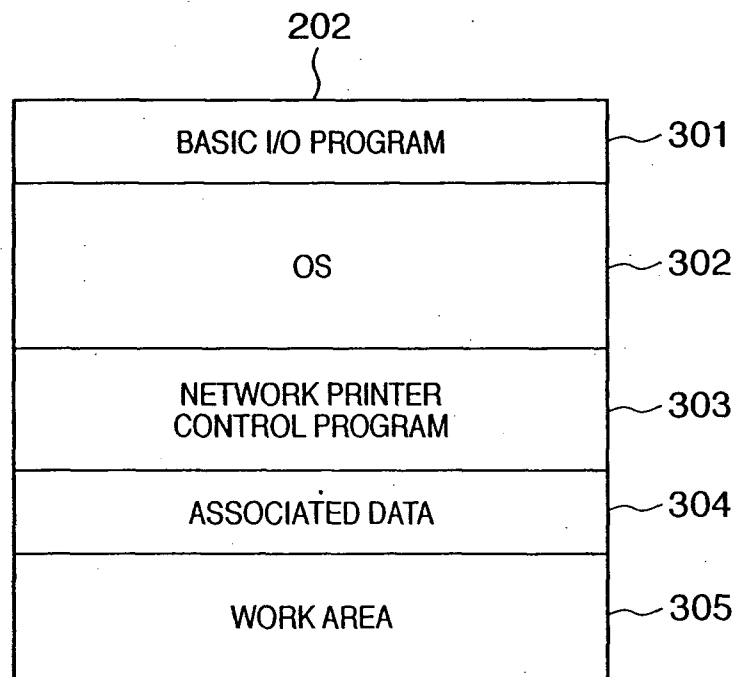 202
BASIC I/O PROGRAM
301
OS
302
NETWORK PRINTER
CONTROL PROGRAM
303
ASSOCIATED DATA
304
WORK AREA
305